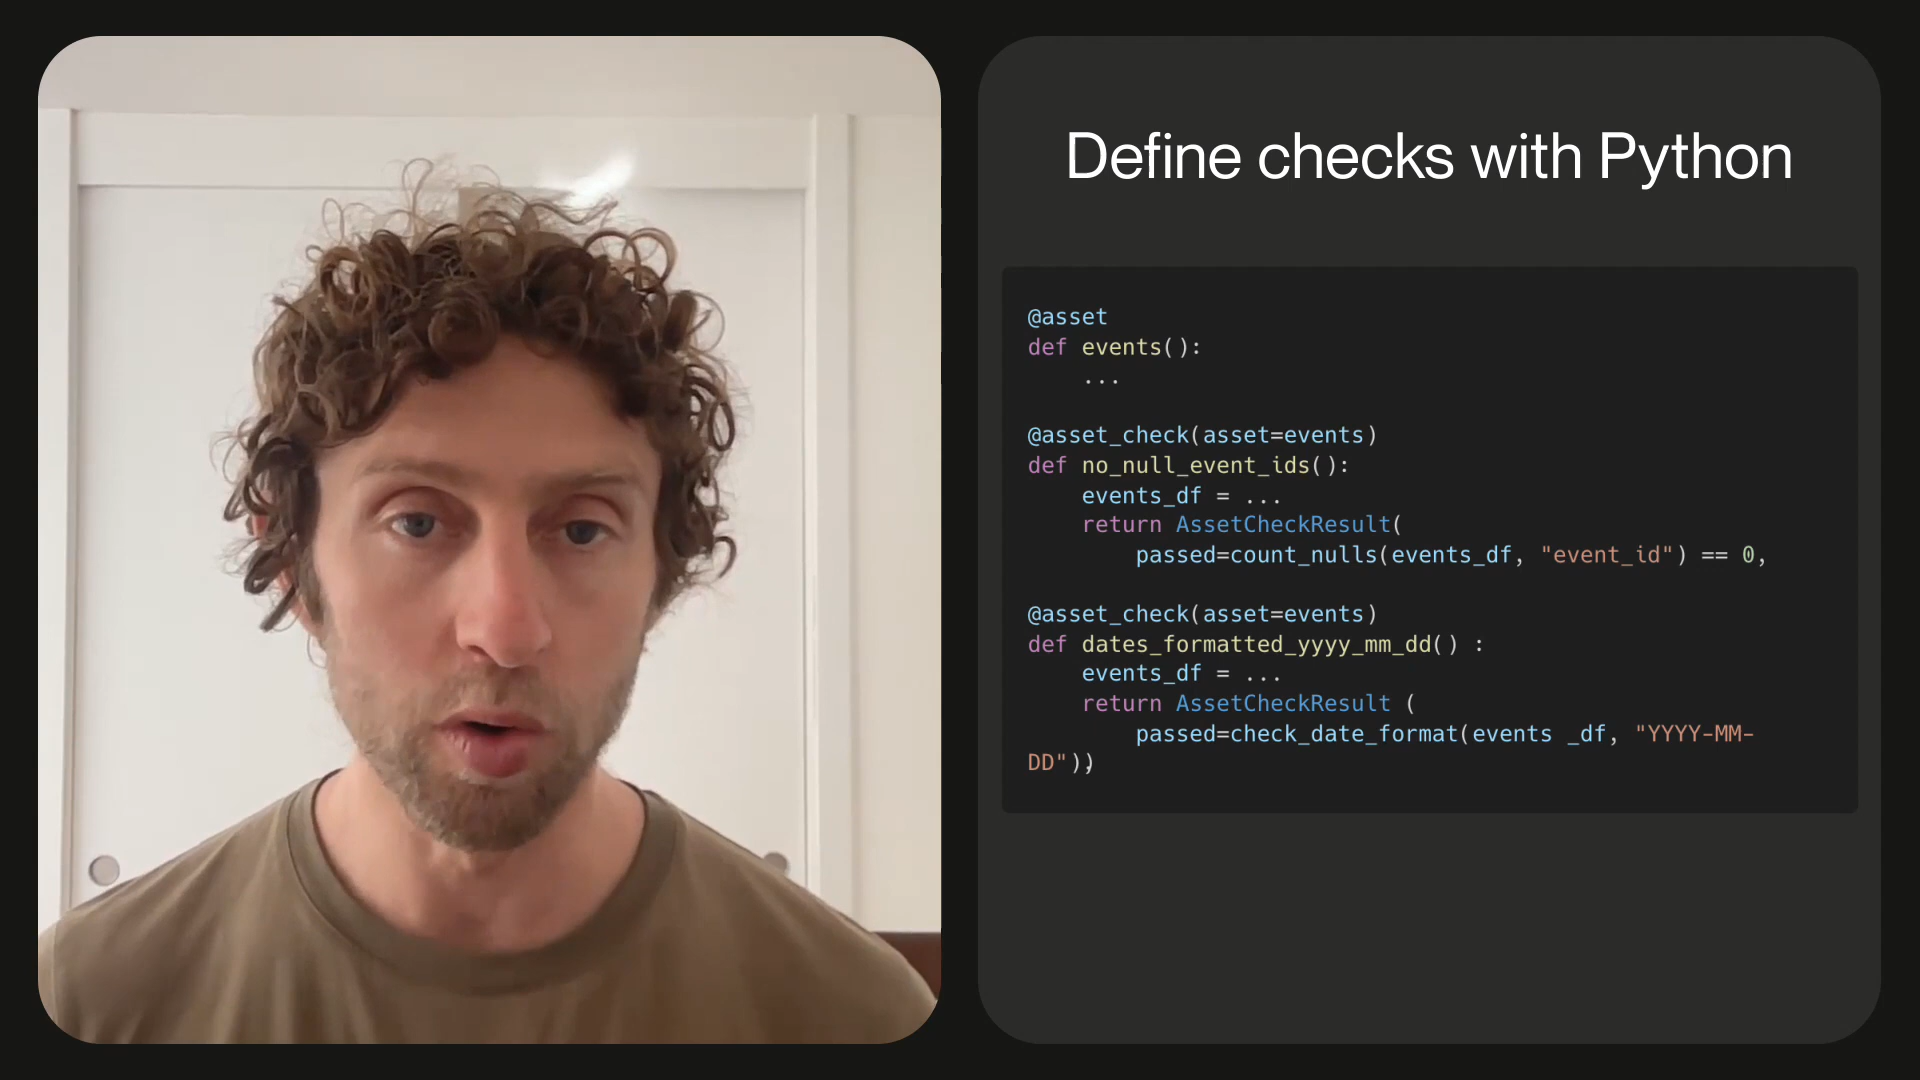 Define checks with Python
@asset
def events():
    ...
@asset_check(asset=events)
def no_null_event_ids():
    events_df = ...
    return AssetCheckResult(
        passed=count_nulls(events_df, "event_id") == 0,
@asset_check(asset=events)
def dates_formatted_yyyy_mm_dd() :
    events_df = ...
    return AssetCheckResult (
        passed=check_date_format(events _df, "YYYY-MM-
DD"))